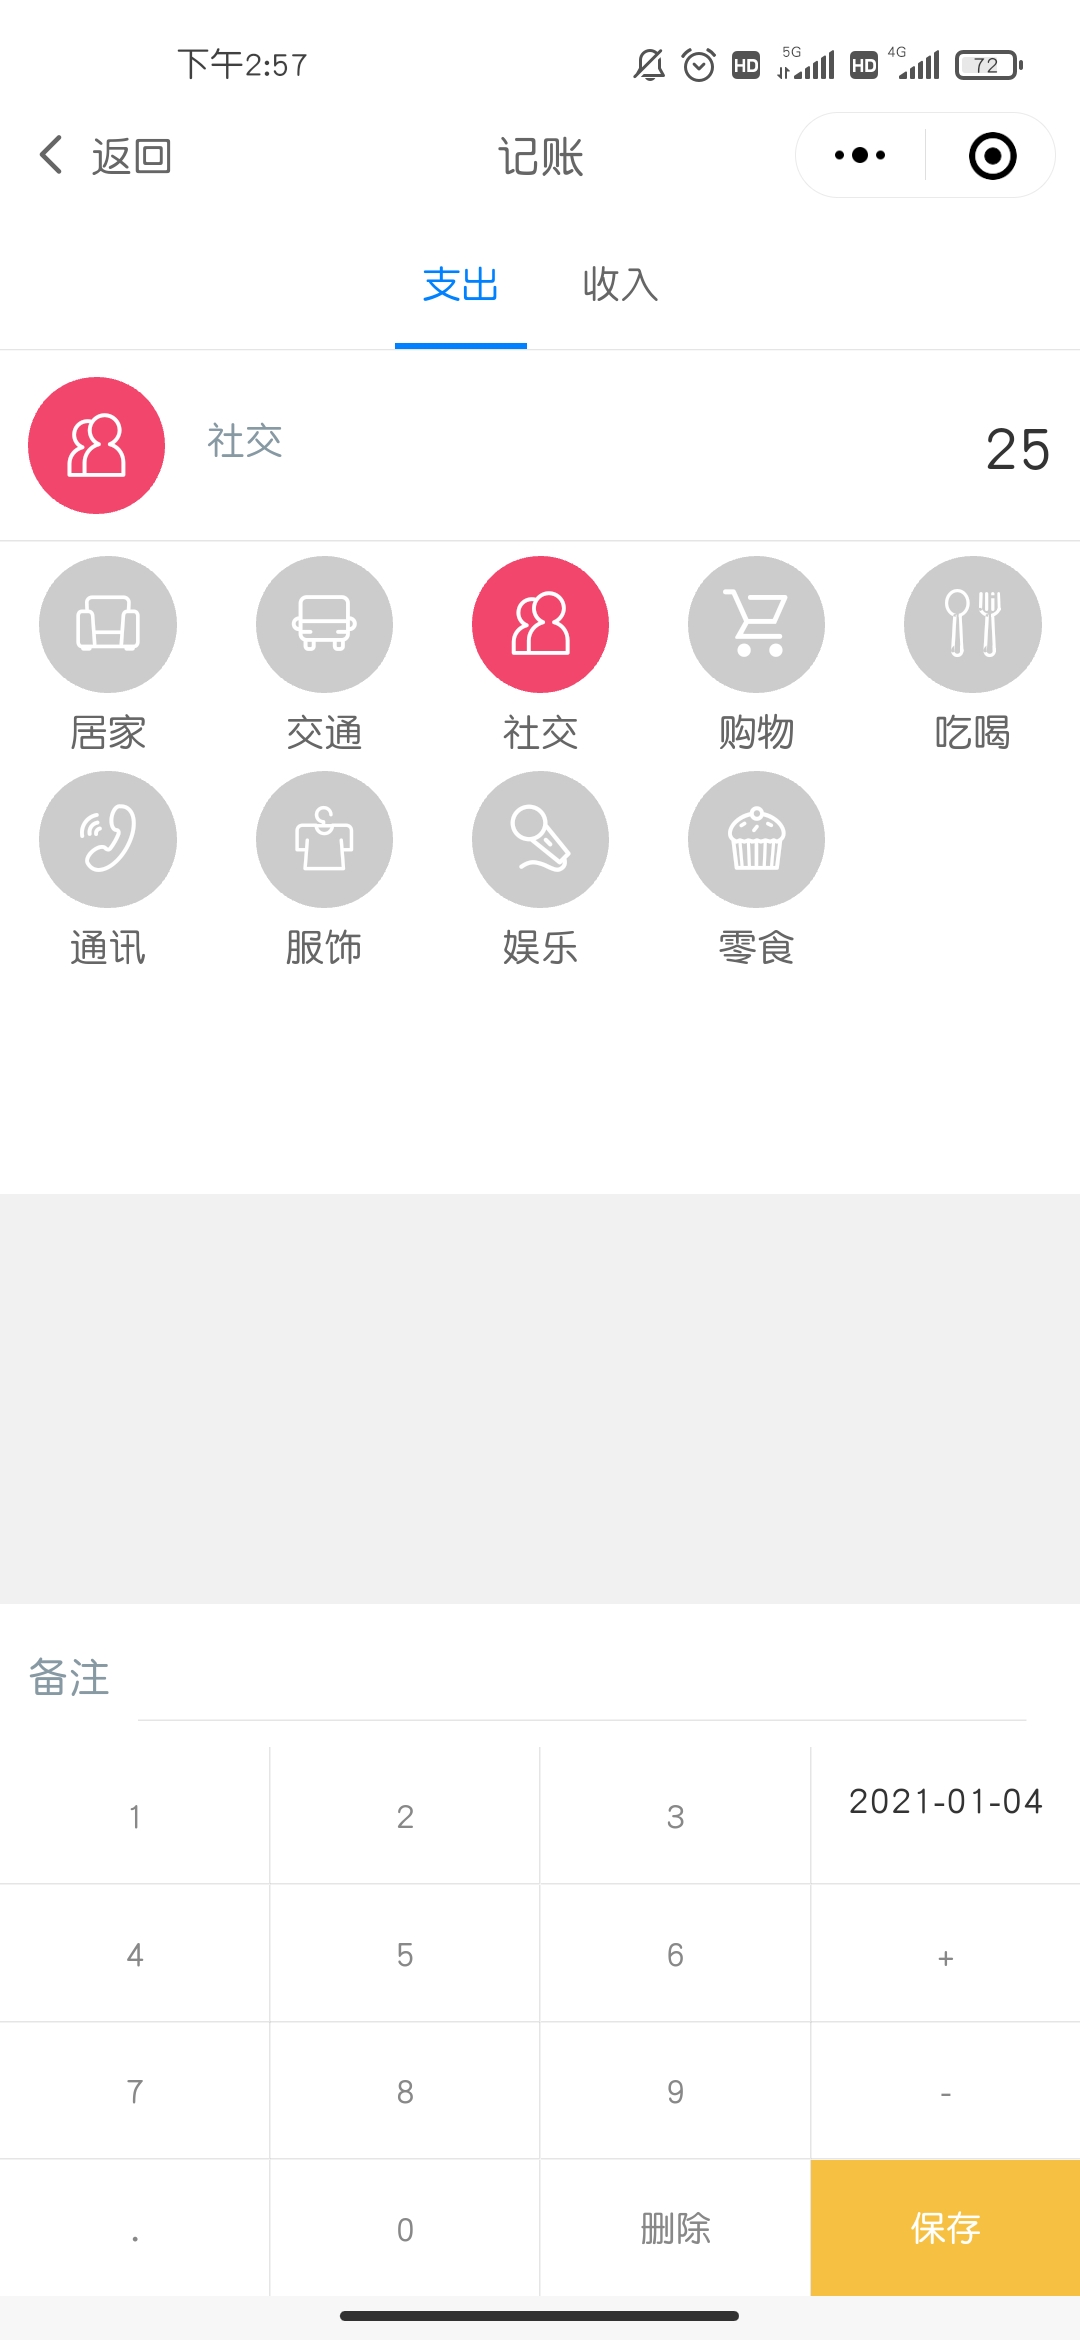 下午2:57 HD 5G HD 4G 72
返回 记账
支出 收入
社交 25
居家 交通 社交 购物 吃喝
通讯 服饰 娱乐 零食
备注
1 2 3 2021-01-04
4 5 6 +
7 8 9 -
. 0 删除 保存